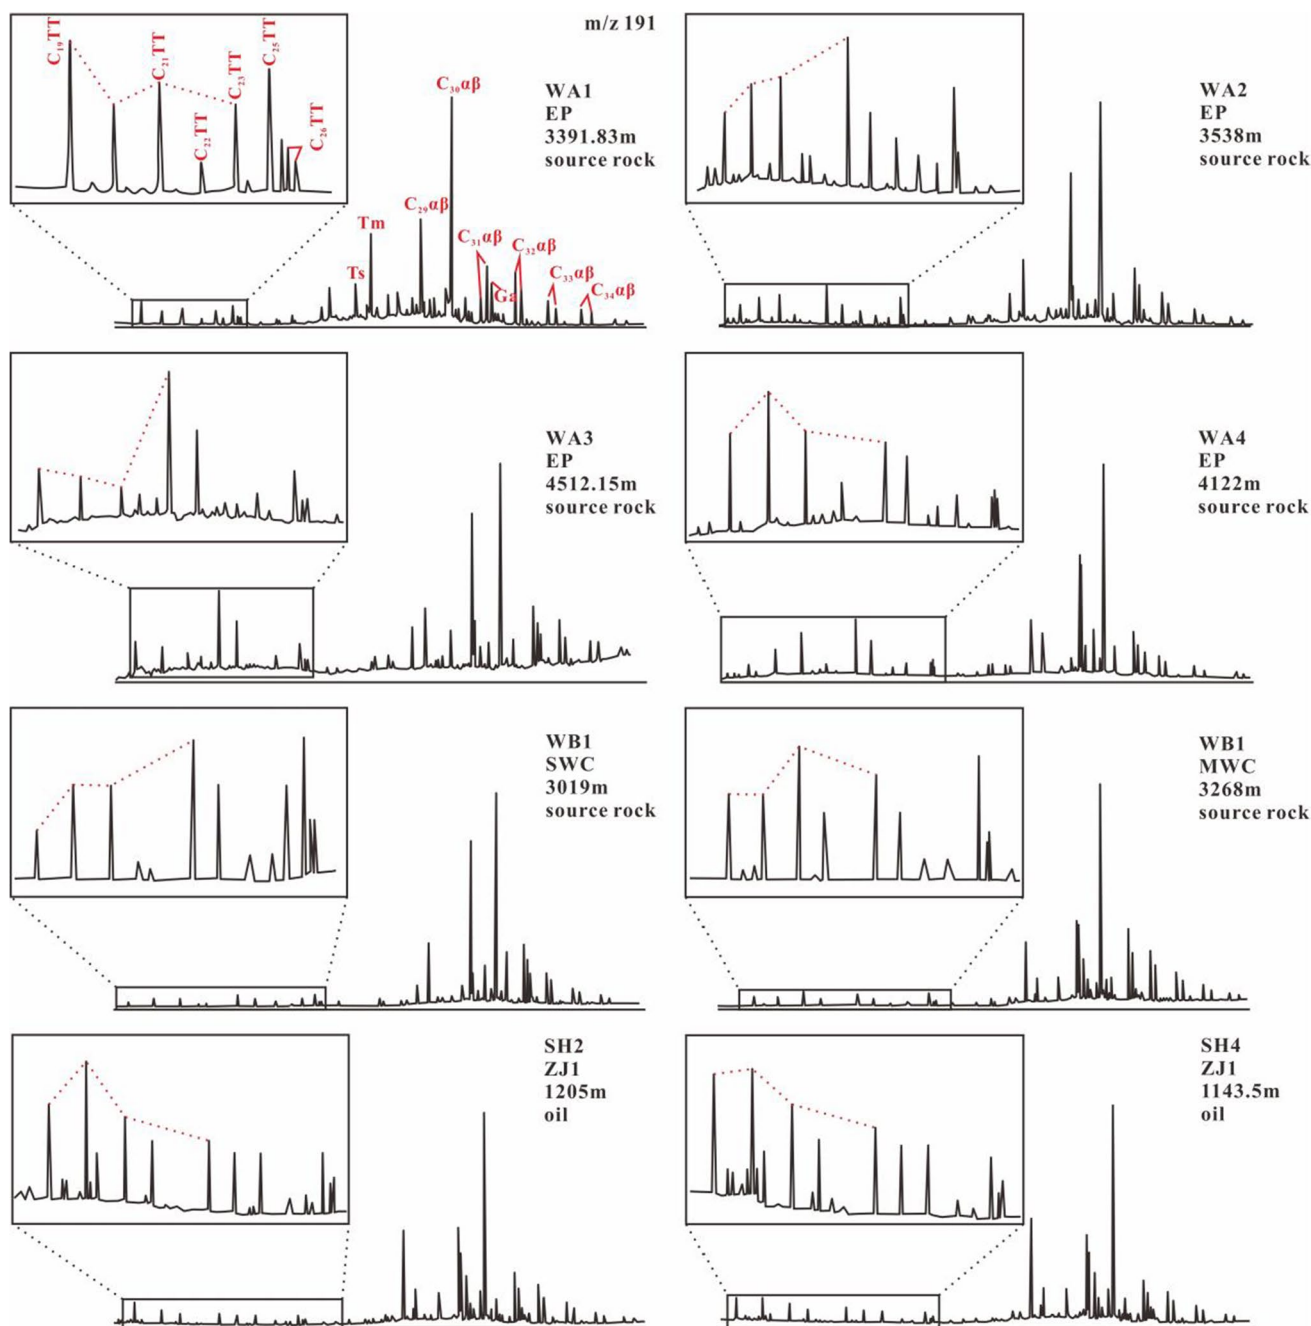 m/z 191
C₁₉TT
C₂₁TT
C₂₂TT
C₂₃TT
C₂₅TT
C₂₆TT
Ts
Tm
C₂₉αβ
C₃₀αβ
C₃₁αβ
Ga
C₃₂αβ
C₃₃αβ
C₃₄αβ
WA1
EP
3391.83m
source rock
WA2
EP
3538m
source rock
WA3
EP
4512.15m
source rock
WA4
EP
4122m
source rock
WB1
SWC
3019m
source rock
WB1
MWC
3268m
source rock
SH2
ZJ1
1205m
oil
SH4
ZJ1
1143.5m
oil